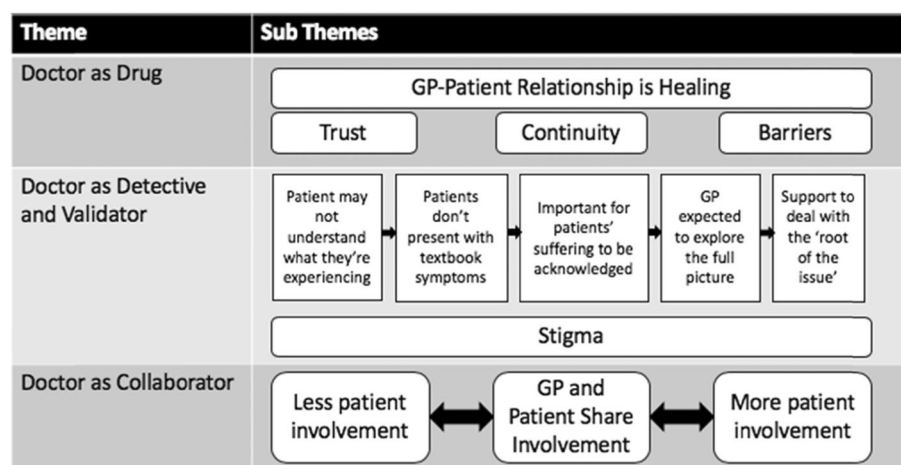 Theme
Sub Themes
Doctor as Drug
GP-Patient Relationship is Healing
Trust
Continuity
Barriers
Doctor as Detective
and Validator
Patient may
not
understand
what they're
experiencing
Patients
don't
present with
textbook
symptoms
Important for
patients'
suffering to be
acknowledged
GP
expected
to explore
the full
picture
Support to
deal with
the 'root
of the
issue'
Stigma
Doctor as Collaborator
Less patient
involvement
GP and
Patient Share
Involvement
More patient
involvement